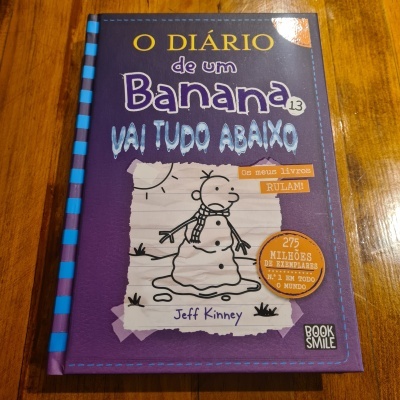 O DIÁRIO
de um
Banana 13
VAI TUDO ABAIXO
Os meus livros
RULAM!
275
MILHÕES
DE EXEMPLARES
N.º 1 EM TODO
O MUNDO
Jeff Kinney
BOOK
SMILE